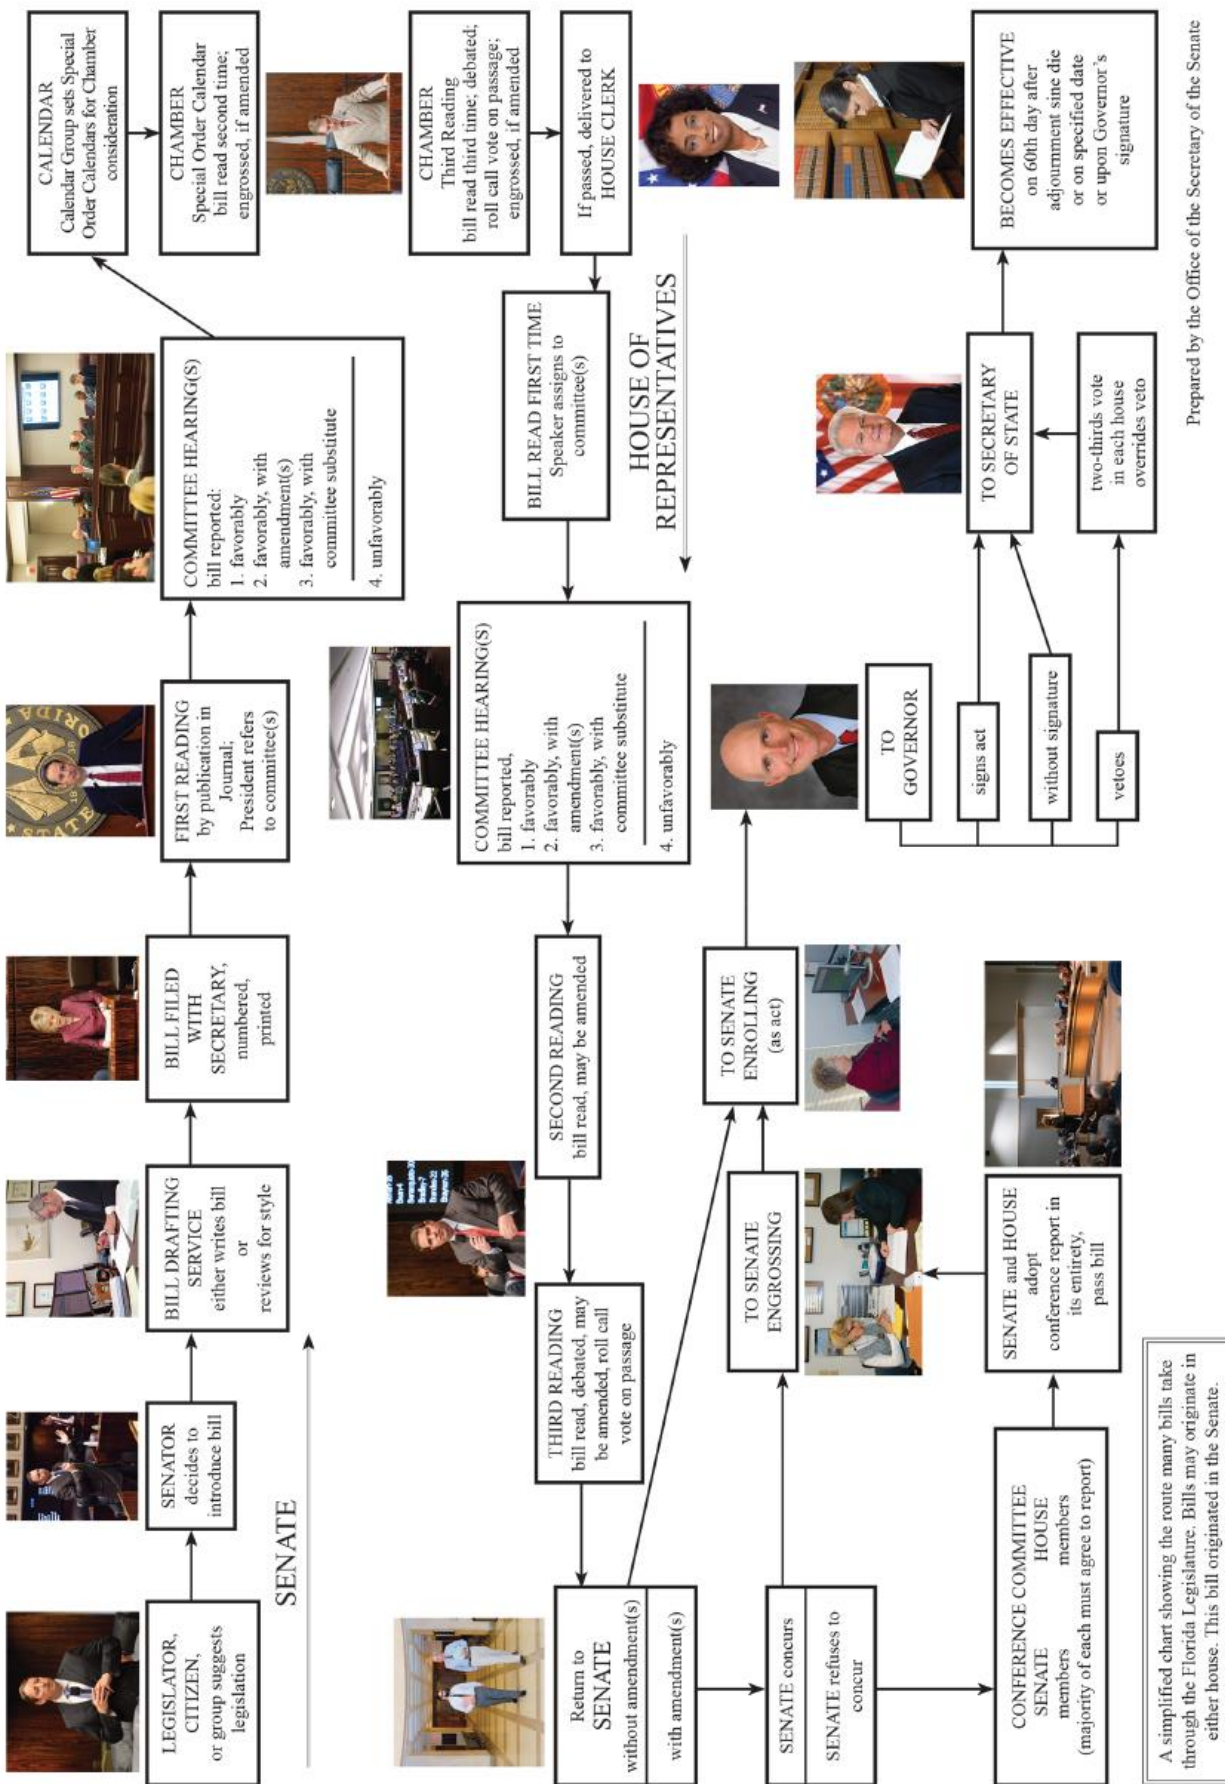 LEGISLATOR,
CITIZEN,
or group suggests
legislation
SENATOR
decides to
introduce bill
BILL DRAFTING
SERVICE
either writes bill
or
reviews for style
BILL FILED
WITH
SECRETARY,
numbered,
printed
FIRST READING
by publication in
Journal;
President refers
to committee(s)
COMMITTEE HEARING(S)
bill reported:
1. favorably
2. favorably, with
amendment(s)
3. favorably, with
committee substitute
4. unfavorably
CALENDAR
Calendar Group sets Special
Order Calendars for Chamber
consideration
CHAMBER
Special Order Calendar
bill read second time;
engrossed, if amended
SENATE
CHAMBER
Third Reading
bill read third time; debated;
roll call vote on passage;
engrossed, if amended
If passed, delivered to
HOUSE CLERK
BILL READ FIRST TIME
Speaker assigns to
committee(s)
HOUSE OF
REPRESENTATIVES
COMMITTEE HEARING(S)
bill reported,
1. favorably
2. favorably, with
amendment(s)
3. favorably, with
committee substitute
4. unfavorably
SECOND READING
bill read, may be amended
THIRD READING
bill read, debated, may
be amended, roll call
vote on passage
Return to
SENATE
without amendment(s)
with amendment(s)
SENATE concurs
SENATE refuses to
concur
CONFERENCE COMMITTEE
SENATE HOUSE
members members
(majority of each must agree to report)
SENATE and HOUSE
adopt
conference report in
its entirety,
pass bill
TO SENATE
ENGROSSING
TO SENATE
ENROLLING
(as act)
TO
GOVERNOR
signs act
without signature
vetoes
two-thirds vote
in each house
overrides veto
TO SECRETARY
OF STATE
BECOMES EFFECTIVE
on 60th day after
adjournment sine die
or on specified date
or upon Governor's
signature
A simplified chart showing the route many bills take
through the Florida Legislature. Bills may originate in
either house. This bill originated in the Senate.
Prepared by the Office of the Secretary of the Senate